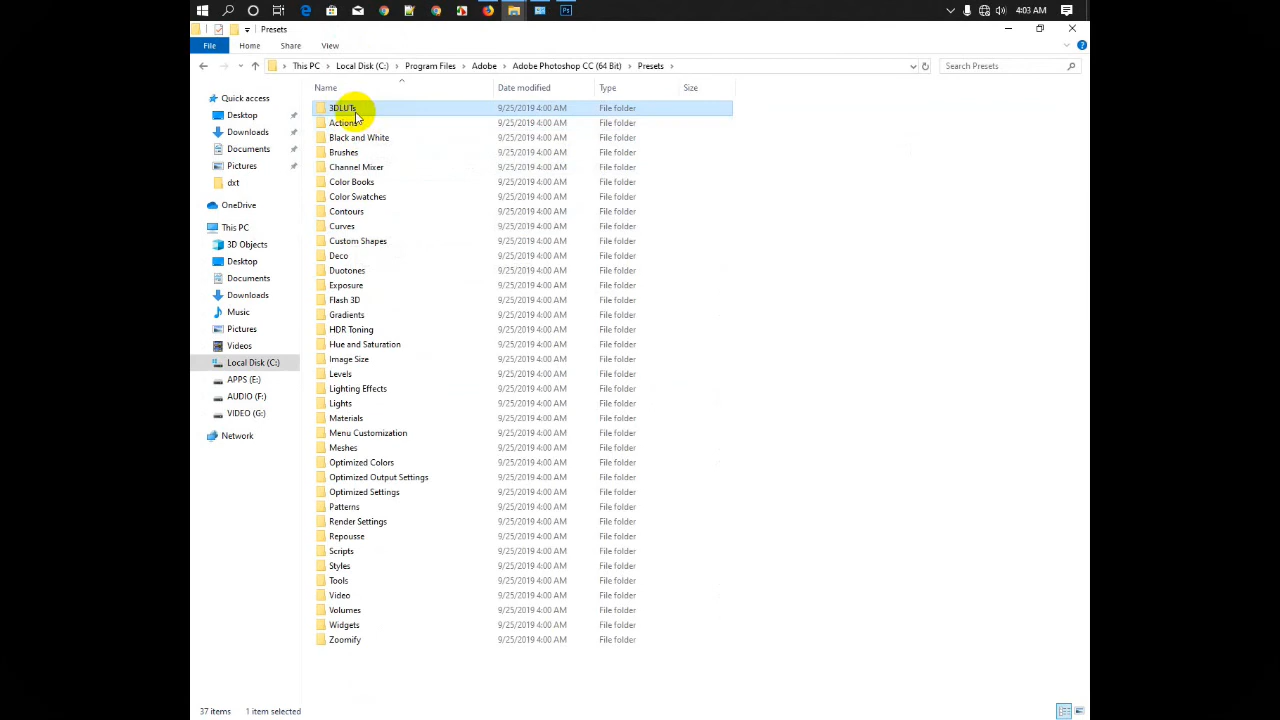 4:03 AM
Presets
File Home Share View
This PC Local Disk (C:) Program Files Adobe Adobe Photoshop CC (64 Bit) Presets
Search Presets
Name Date modified Type Size
Quick access
Desktop
Downloads
Documents
Pictures
dxt
OneDrive
This PC
3D Objects
Desktop
Documents
Downloads
Music
Pictures
Videos
Local Disk (C:)
APPS (E:)
AUDIO (F:)
VIDEO (G:)
Network
3DLUTs 9/25/2019 4:00 AM File folder
Actions 9/25/2019 4:00 AM File folder
Black and White 9/25/2019 4:00 AM File folder
Brushes 9/25/2019 4:00 AM File folder
Channel Mixer 9/25/2019 4:00 AM File folder
Color Books 9/25/2019 4:00 AM File folder
Color Swatches 9/25/2019 4:00 AM File folder
Contours 9/25/2019 4:00 AM File folder
Curves 9/25/2019 4:00 AM File folder
Custom Shapes 9/25/2019 4:00 AM File folder
Deco 9/25/2019 4:00 AM File folder
Duotones 9/25/2019 4:00 AM File folder
Exposure 9/25/2019 4:00 AM File folder
Flash 3D 9/25/2019 4:00 AM File folder
Gradients 9/25/2019 4:00 AM File folder
HDR Toning 9/25/2019 4:00 AM File folder
Hue and Saturation 9/25/2019 4:00 AM File folder
Image Size 9/25/2019 4:00 AM File folder
Levels 9/25/2019 4:00 AM File folder
Lighting Effects 9/25/2019 4:00 AM File folder
Lights 9/25/2019 4:00 AM File folder
Materials 9/25/2019 4:00 AM File folder
Menu Customization 9/25/2019 4:00 AM File folder
Meshes 9/25/2019 4:00 AM File folder
Optimized Colors 9/25/2019 4:00 AM File folder
Optimized Output Settings 9/25/2019 4:00 AM File folder
Optimized Settings 9/25/2019 4:00 AM File folder
Patterns 9/25/2019 4:00 AM File folder
Render Settings 9/25/2019 4:00 AM File folder
Repousse 9/25/2019 4:00 AM File folder
Scripts 9/25/2019 4:00 AM File folder
Styles 9/25/2019 4:00 AM File folder
Tools 9/25/2019 4:00 AM File folder
Video 9/25/2019 4:00 AM File folder
Volumes 9/25/2019 4:00 AM File folder
Widgets 9/25/2019 4:00 AM File folder
Zoomify 9/25/2019 4:00 AM File folder
37 items 1 item selected